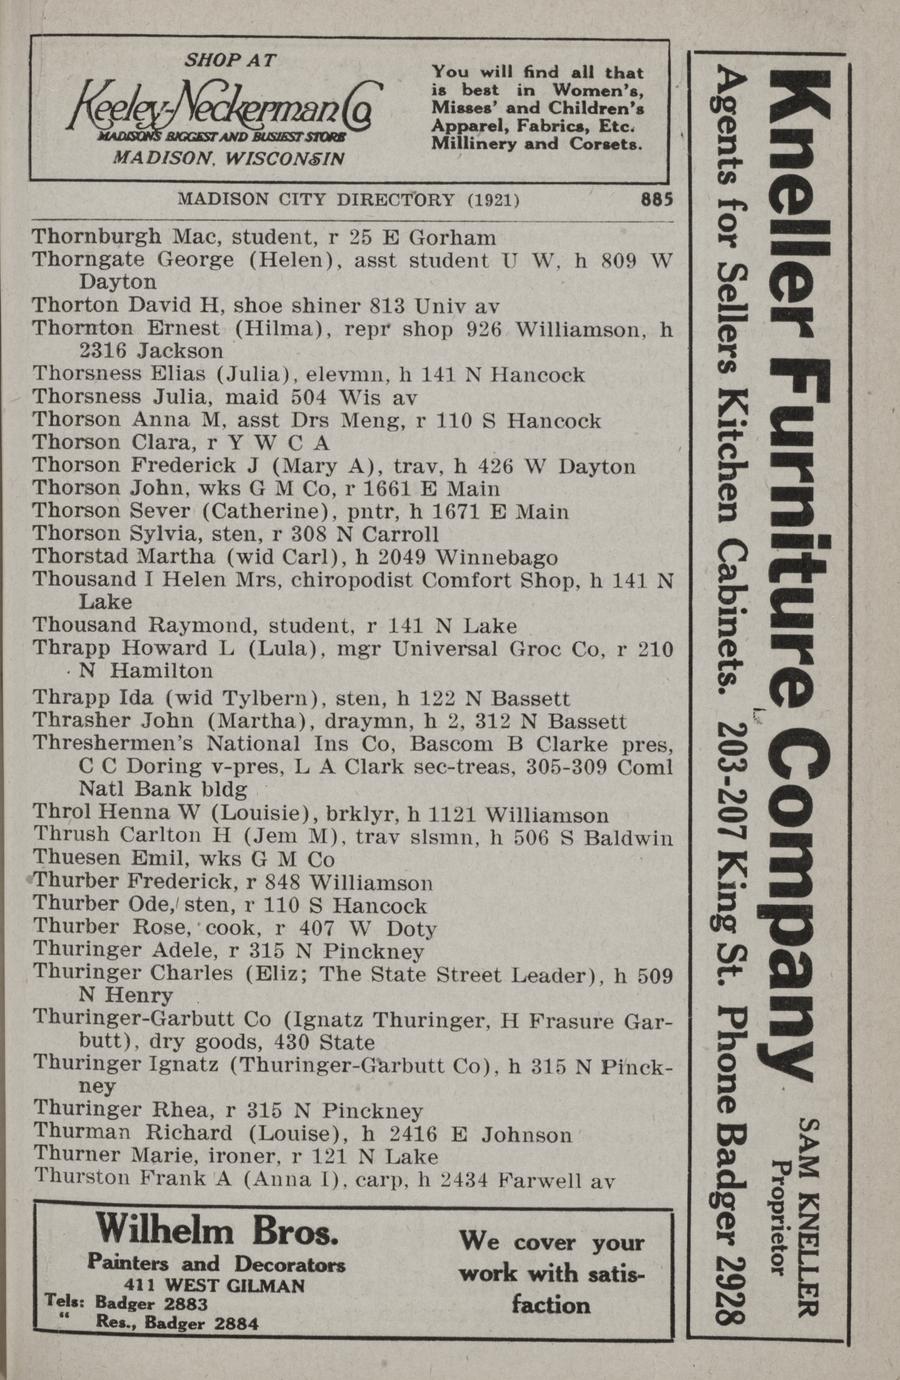 SHOP AT
Keeley-Neckerman Co
MADISON'S BIGGEST AND BUSIEST STORE
MADISON, WISCONSIN
You will find all that
is best in Women's,
Misses' and Children's
Apparel, Fabrics, Etc.
Millinery and Corsets.
MADISON CITY DIRECTORY (1921) 885
Thornburgh Mac, student, r 25 E Gorham
Thorngate George (Helen), asst student U W, h 809 W
Dayton
Thorton David H, shoe shiner 813 Univ av
Thornton Ernest (Hilma), repr shop 926 Williamson, h
2316 Jackson
Thorsness Elias (Julia), elevmn, h 141 N Hancock
Thorsness Julia, maid 504 Wis av
Thorson Anna M, asst Drs Meng, r 110 S Hancock
Thorson Clara, r Y W C A
Thorson Frederick J (Mary A), trav, h 426 W Dayton
Thorson John, wks G M Co, r 1661 E Main
Thorson Sever (Catherine), pntr, h 1671 E Main
Thorson Sylvia, sten, r 308 N Carroll
Thorstad Martha (wid Carl), h 2049 Winnebago
Thousand I Helen Mrs, chiropodist Comfort Shop, h 141 N
Lake
Thousand Raymond, student, r 141 N Lake
Thrapp Howard L (Lula), mgr Universal Groc Co, r 210
N Hamilton
Thrapp Ida (wid Tylbern), sten, h 122 N Bassett
Thrasher John (Martha), draymn, h 2, 312 N Bassett
Threshermen's National Ins Co, Bascom B Clarke pres,
C C Doring v-pres, L A Clark sec-treas, 305-309 Coml
Natl Bank bldg
Throl Henna W (Louisie), brklyr, h 1121 Williamson
Thrush Carlton H (Jem M), trav slsmn, h 506 S Baldwin
Thuesen Emil, wks G M Co
Thurber Frederick, r 848 Williamson
Thurber Ode, sten, r 110 S Hancock
Thurber Rose, cook, r 407 W Doty
Thuringer Adele, r 315 N Pinckney
Thuringer Charles (Eliz; The State Street Leader), h 509
N Henry
Thuringer-Garbutt Co (Ignatz Thuringer, H Frasure Gar-
butt), dry goods, 430 State
Thuringer Ignatz (Thuringer-Garbutt Co), h 315 N Pinck-
ney
Thuringer Rhea, r 315 N Pinckney
Thurman Richard (Louise), h 2416 E Johnson
Thurner Marie, ironer, r 121 N Lake
Thurston Frank A (Anna I), carp, h 2434 Farwell av
Wilhelm Bros.
Painters and Decorators
411 WEST GILMAN
Tels: Badger 2883
" Res., Badger 2884
We cover your
work with satis-
faction
Kneller Furniture Company
SAM KNELLER
Proprietor
Agents for Sellers Kitchen Cabinets. 203-207 King St. Phone Badger 2928